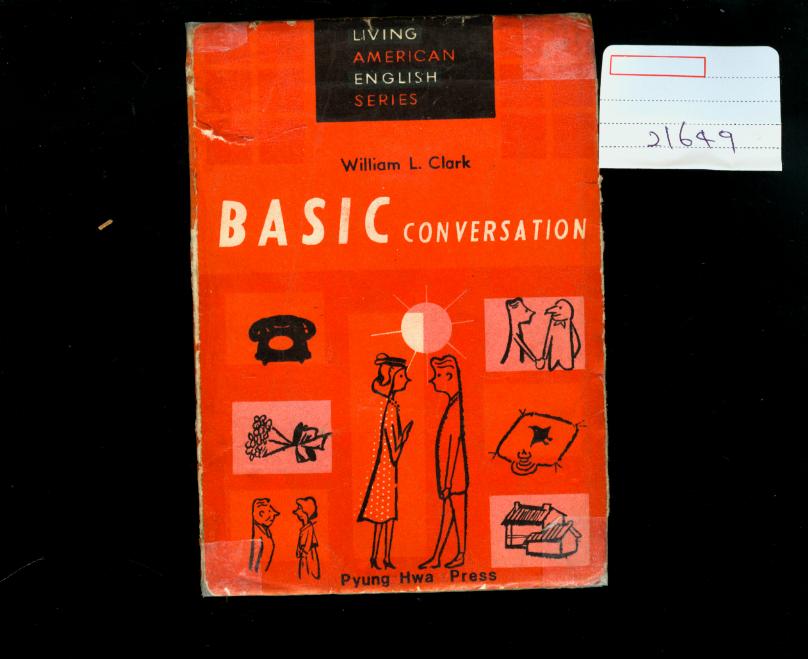 LIVING
AMERICAN
ENGLISH
SERIES
William L. Clark
BASIC CONVERSATION
Pyung Hwa Press
21649